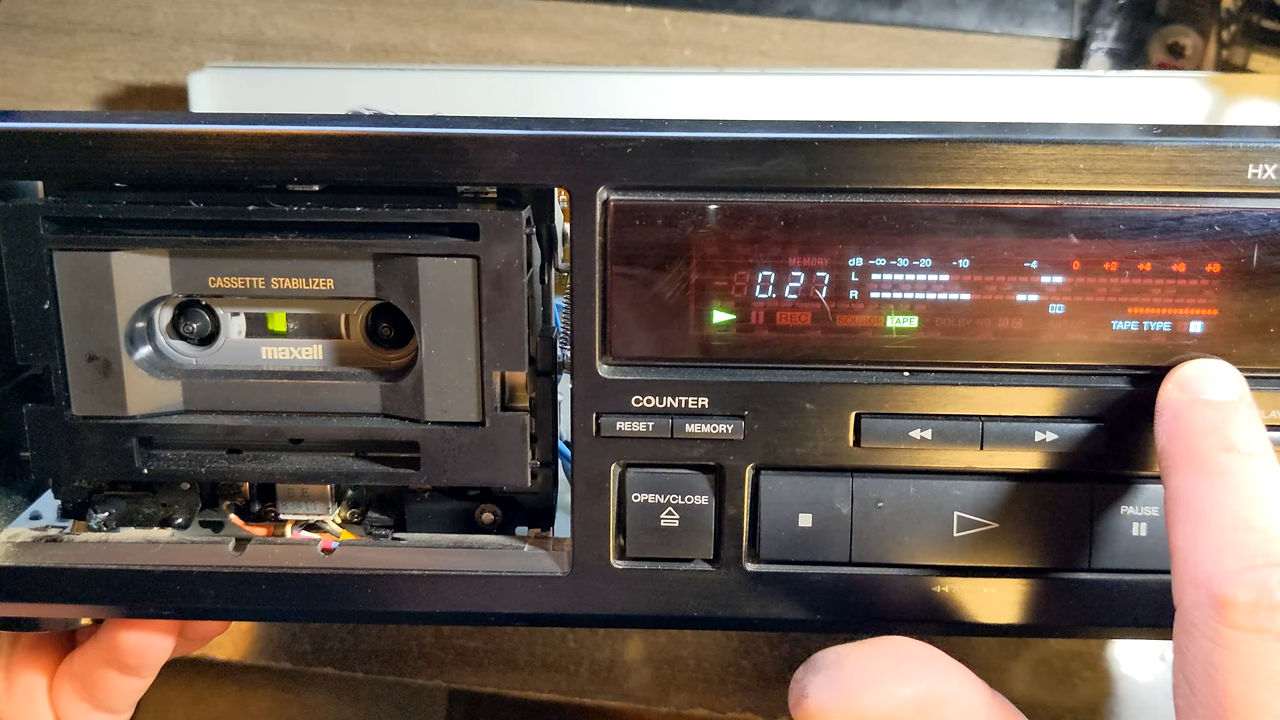 HX
CASSETTE STABILIZER
maxell
MEMORY
0.27
dB -∞ -30 -20 -10 -4 0 +2 +4 +6 +8
L
R
REC
SOURCE TAPE DOLBY NR
TAPE TYPE
COUNTER
RESET MEMORY
OPEN/CLOSE
PAUSE